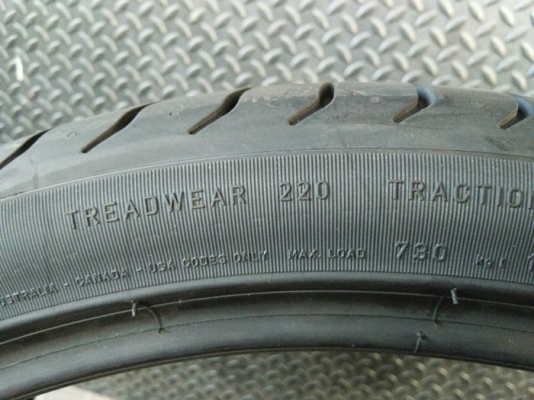 TREADWEAR 220 TRACTION
- CANADA - USA CODES ONLY MAX. LOAD 730